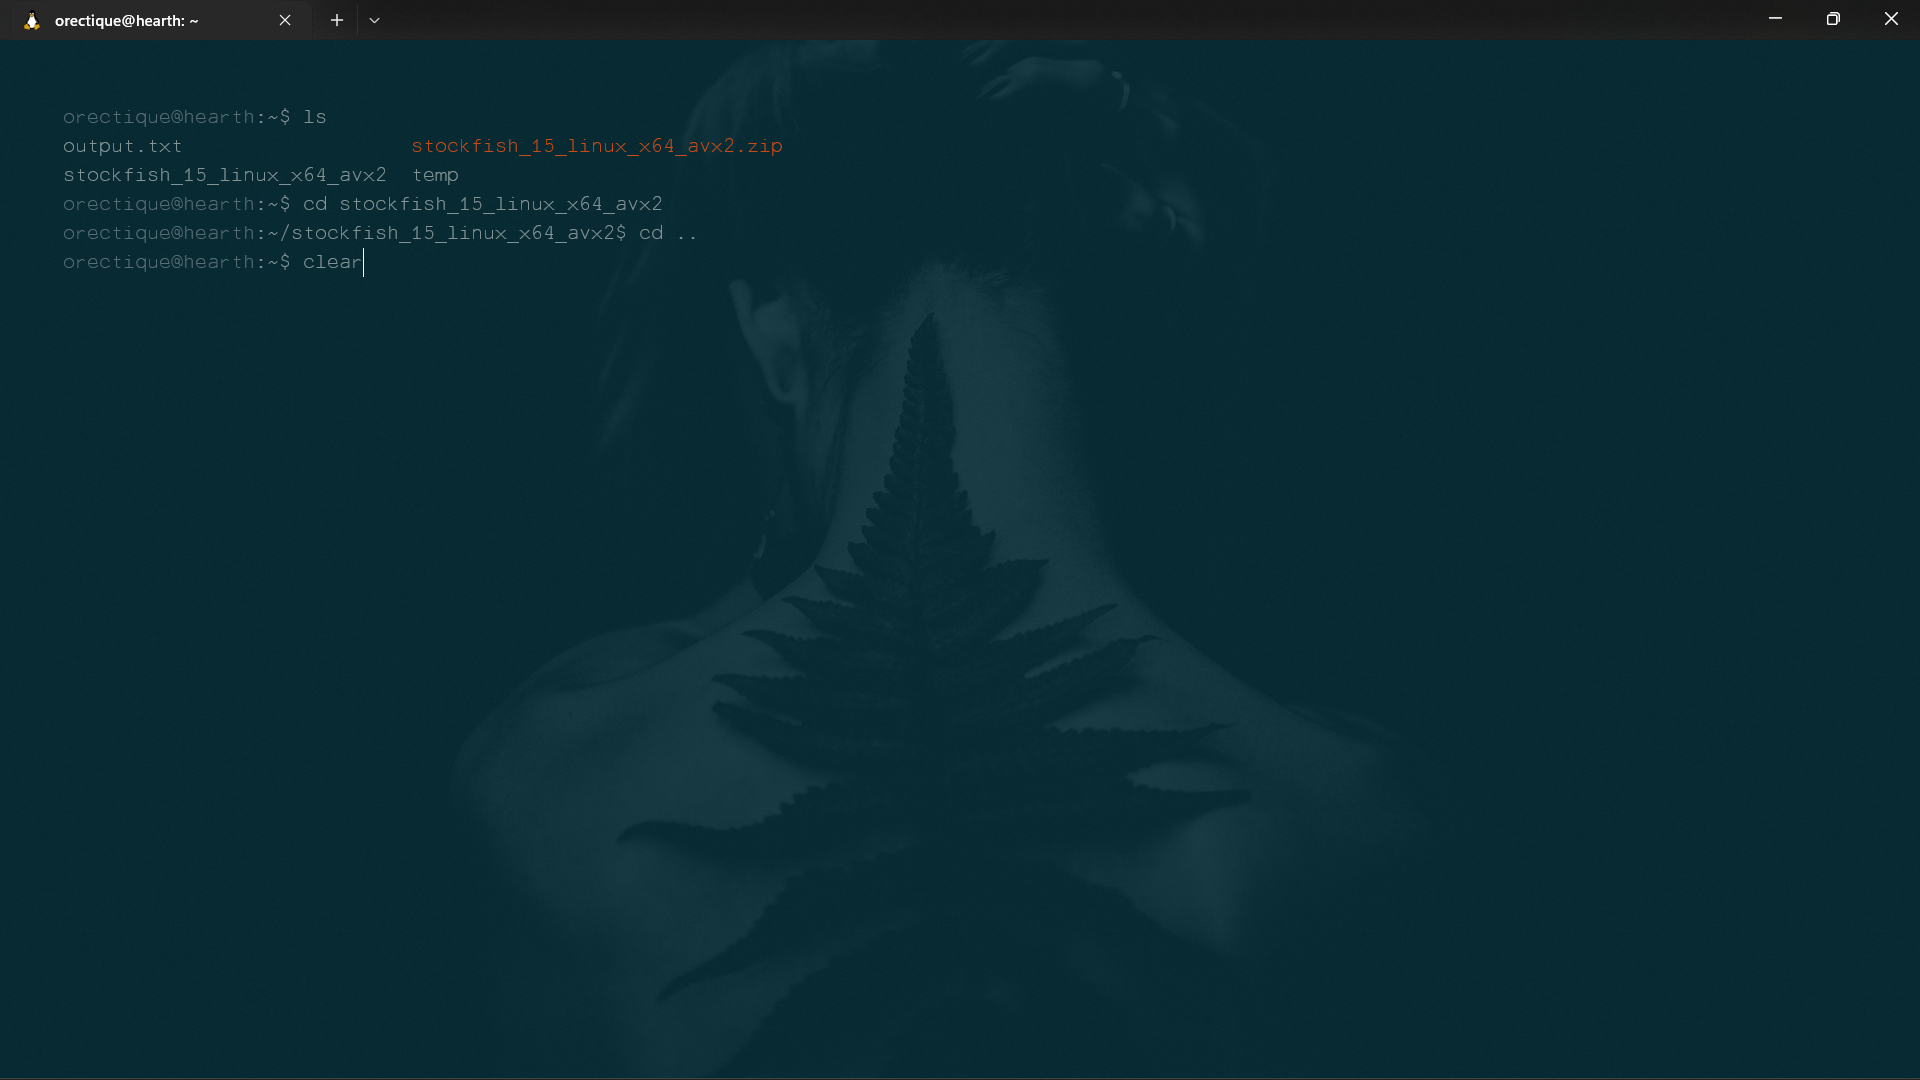 orectique@hearth: ~
orectique@hearth:~$ ls
output.txt stockfish_15_linux_x64_avx2.zip
stockfish_15_linux_x64_avx2 temp
orectique@hearth:~$ cd stockfish_15_linux_x64_avx2
orectique@hearth:~/stockfish_15_linux_x64_avx2$ cd ..
orectique@hearth:~$ clear